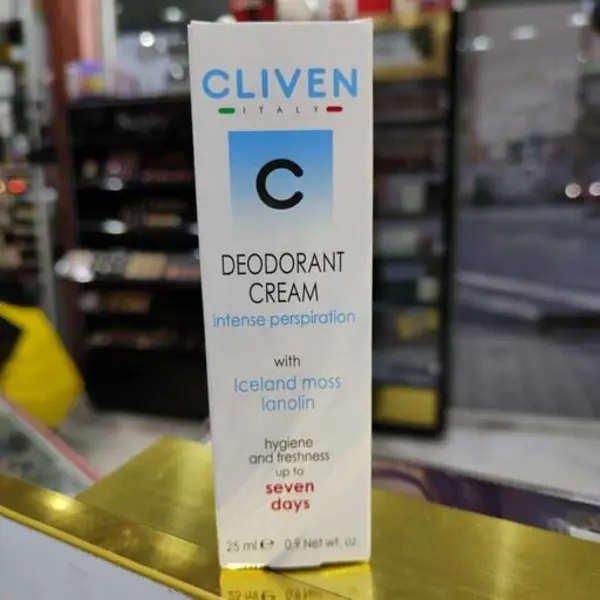 CLIVEN
ITALY
C
DEODORANT
CREAM
intense perspiration
with
Iceland moss
lanolin
hygiene
and freshness
up to
seven
days
25 ml ℮ 0.9 Net wt. oz.